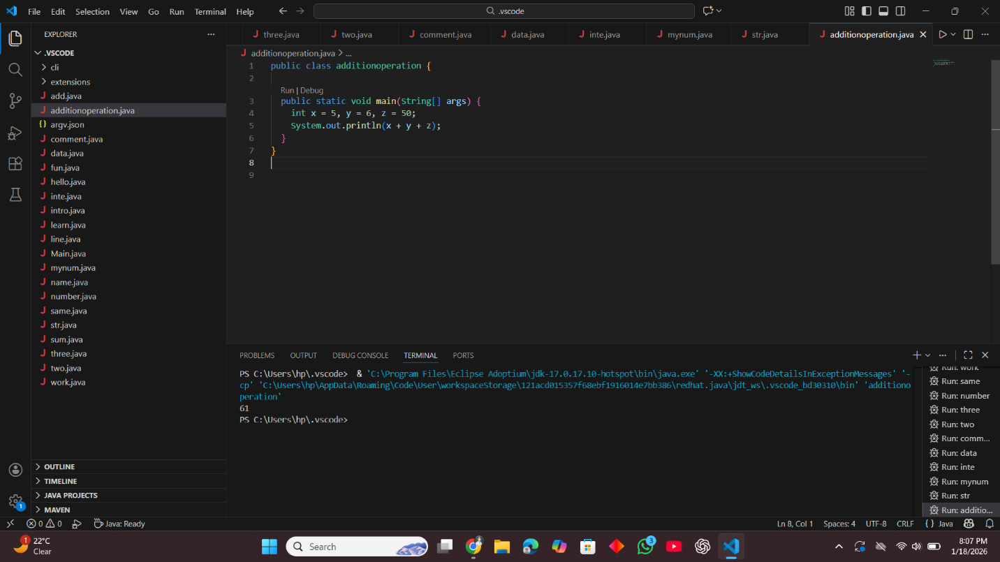 File Edit Selection View Go Run Terminal Help
.vscode
EXPLORER
.VSCODE
cli
extensions
add.java
additionoperation.java
argv.json
comment.java
data.java
fun.java
hello.java
inte.java
intro.java
learn.java
line.java
Main.java
mynum.java
name.java
number.java
same.java
str.java
sum.java
three.java
two.java
work.java
OUTLINE
TIMELINE
JAVA PROJECTS
MAVEN
1
three.java two.java comment.java data.java inte.java mynum.java str.java additionoperation.java
additionoperation.java > ...
1 public class additionoperation {
2
Run | Debug
3 public static void main(String[] args) {
4 int x = 5, y = 6, z = 50;
5 System.out.println(x + y + z);
6 }
7 }
8
9
PROBLEMS OUTPUT DEBUG CONSOLE TERMINAL PORTS
PS C:\Users\hp\.vscode> & 'C:\Program Files\Eclipse Adoptium\jdk-17.0.17.10-hotspot\bin\java.exe' '-XX:+ShowCodeDetailsInExceptionMessages' '-
cp' 'C:\Users\hp\AppData\Roaming\Code\User\workspaceStorage\121acd015357f68ebf1916014e7bb386\redhat.java\jdt_ws\.vscode_bd30310\bin' 'additiono
peration'
61
PS C:\Users\hp\.vscode>
Run: work
Run: same
Run: number
Run: three
Run: two
Run: comm...
Run: data
Run: inte
Run: mynum
Run: str
Run: additio...
0 0 Java: Ready Ln 8, Col 1 Spaces: 4 UTF-8 CRLF {} Java
1
22°C
Clear
Search
3
8:07 PM
1/18/2026